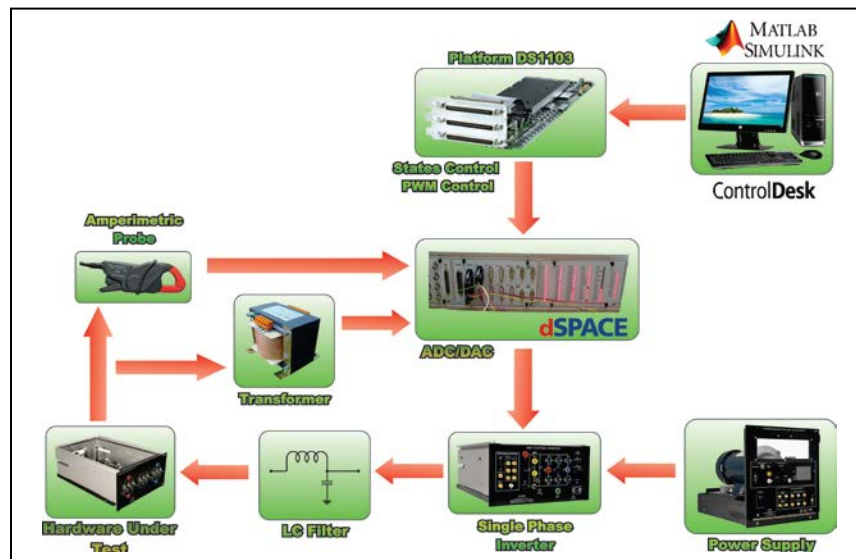 MATLAB
SIMULINK
Platform DS1103
ControlDesk
States Control
PWM Control
Amperimetric
Probe
dSPACE
ADC/DAC
Transformer
Hardware Under
Test
LC Filter
Single Phase
Inverter
Power Supply